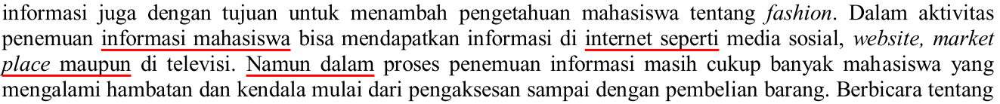 informasi juga dengan tujuan untuk menambah pengetahuan mahasiswa tentang fashion. Dalam aktivitas
penemuan informasi mahasiswa bisa mendapatkan informasi di internet seperti media sosial, website, market
place maupun di televisi. Namun dalam proses penemuan informasi masih cukup banyak mahasiswa yang
mengalami hambatan dan kendala mulai dari pengaksesan sampai dengan pembelian barang. Berbicara tentang